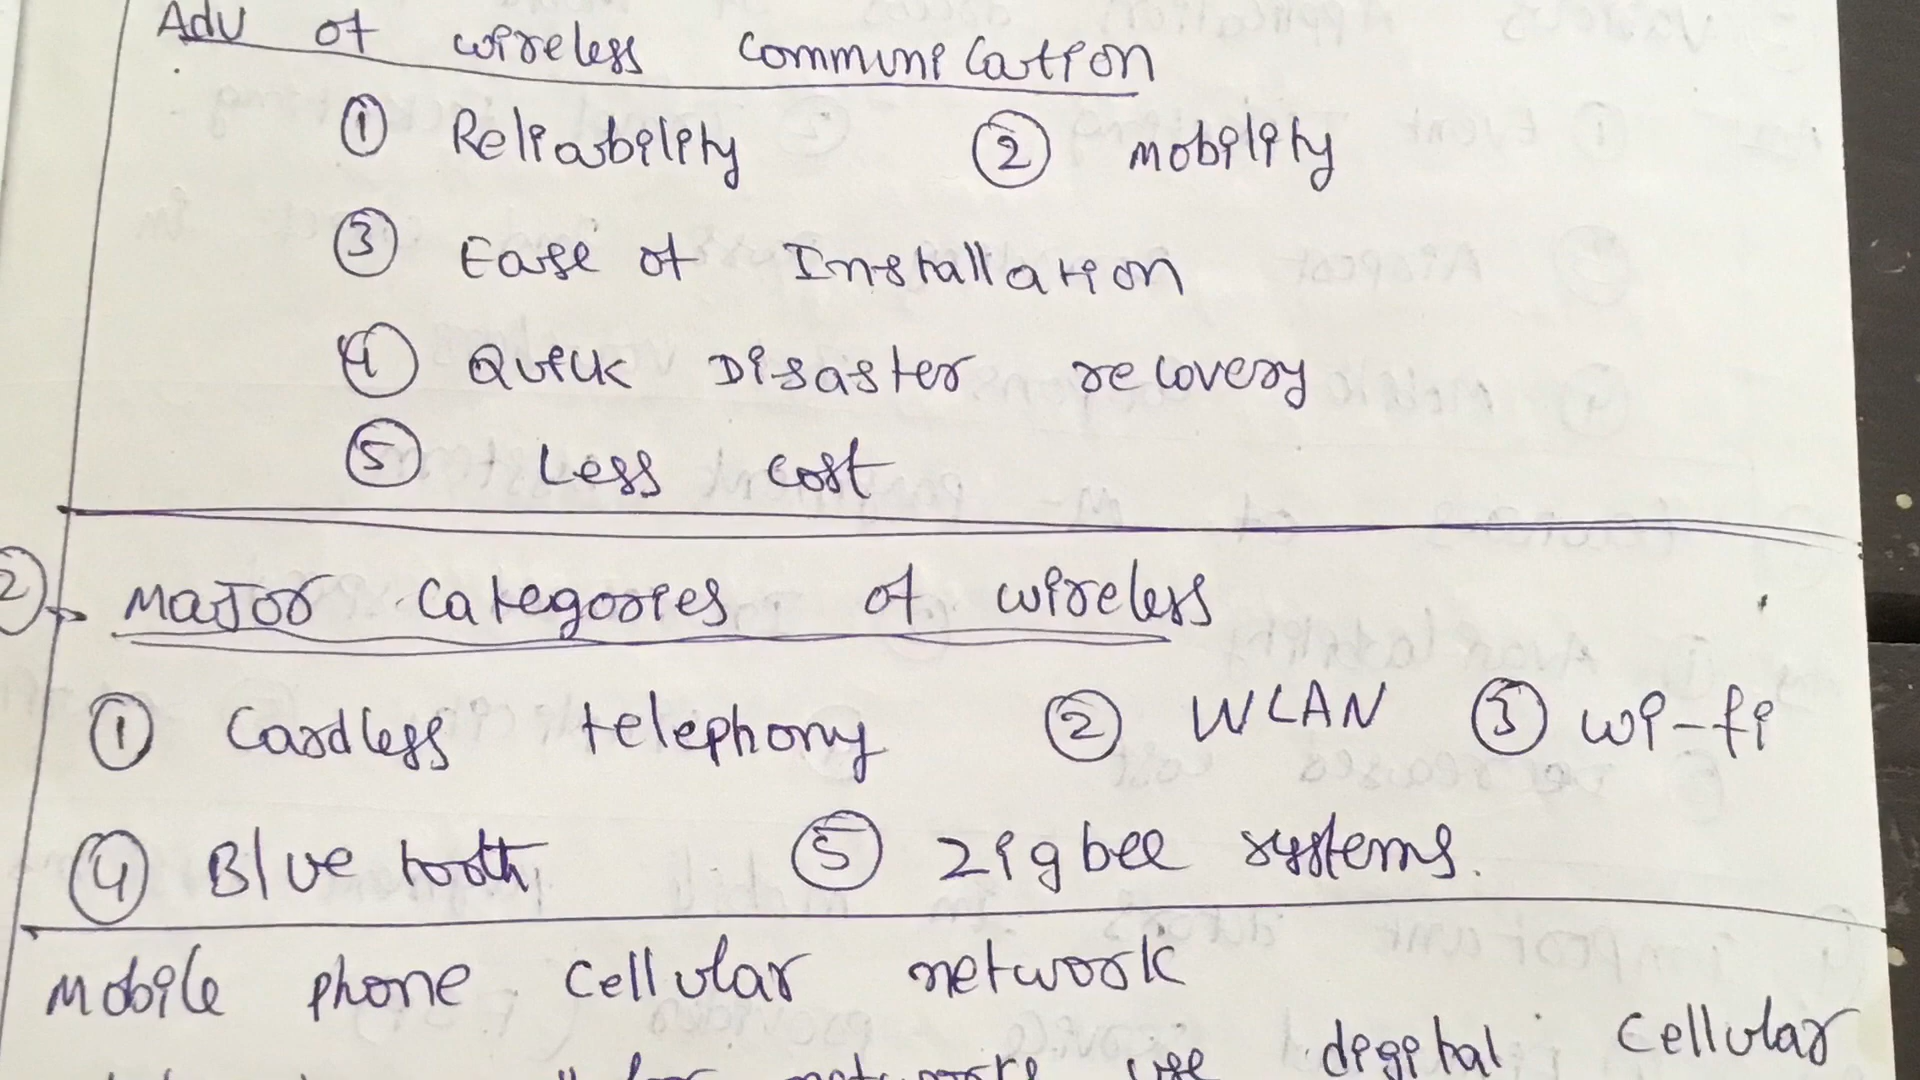 Adv of wireless communication
① Reliability ② mobility
③ Ease of Installation
④ Quick Disaster recovery
⑤ Less cost
② Major categories of wireless
① Cordless telephony ② WLAN ③ wi-fi
④ Blue tooth ⑤ Zigbee systems.
Mobile phone cellular network
use digital cellular